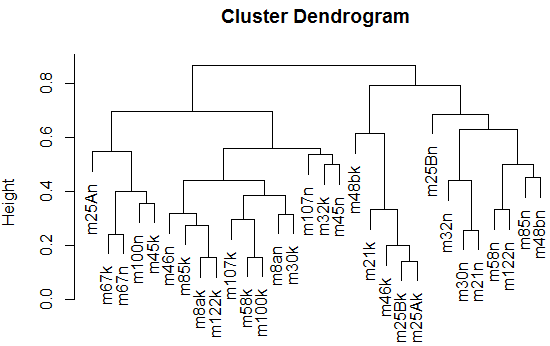 Cluster Dendrogram
Height
0.8
0.6
0.4
0.2
0.0
m25An
m67k
m67n
m100n
m45k
m46n
m85k
m8ak
m122k
m107k
m58k
m100k
m8an
m30k
m107n
m32k
m45n
m48bk
m21k
m46k
m25Bk
m25Ak
m25Bn
m32n
m30n
m21n
m58n
m122n
m85n
m48bn